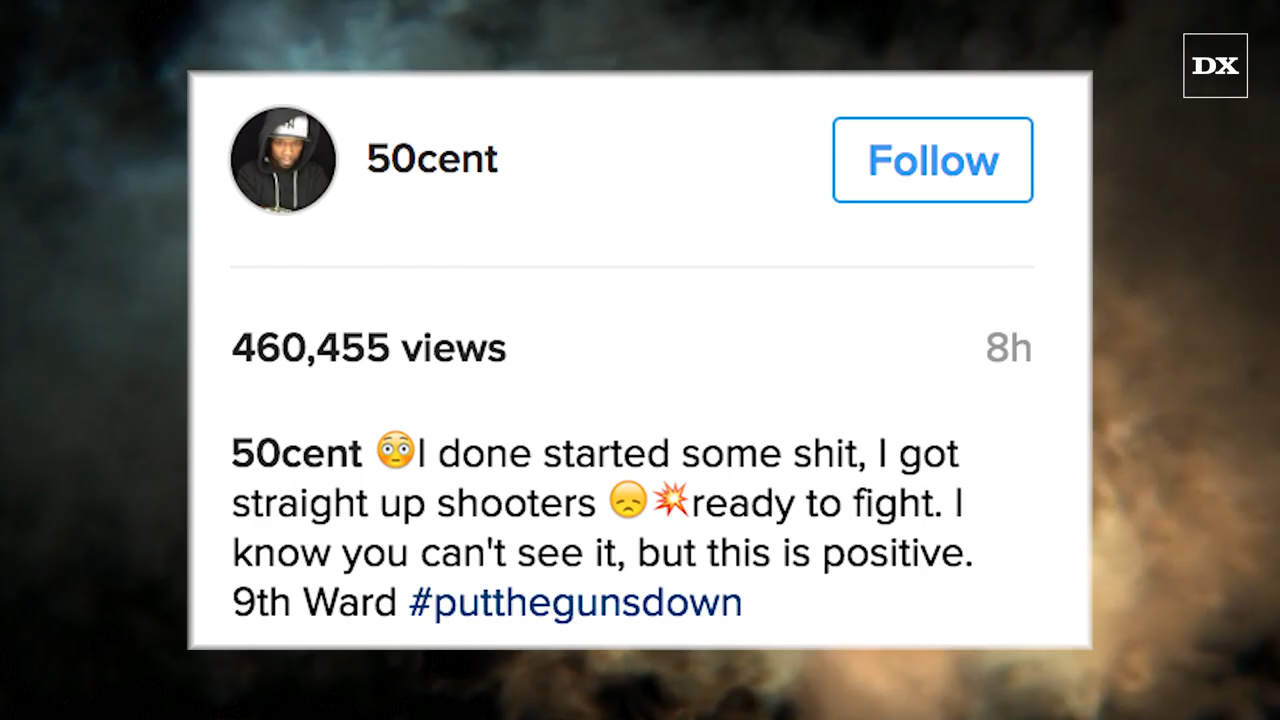 DX
50cent
Follow
460,455 views
8h
50cent 😳I done started some shit, I got
straight up shooters 😞💥ready to fight. I
know you can't see it, but this is positive.
9th Ward #putthegunsdown